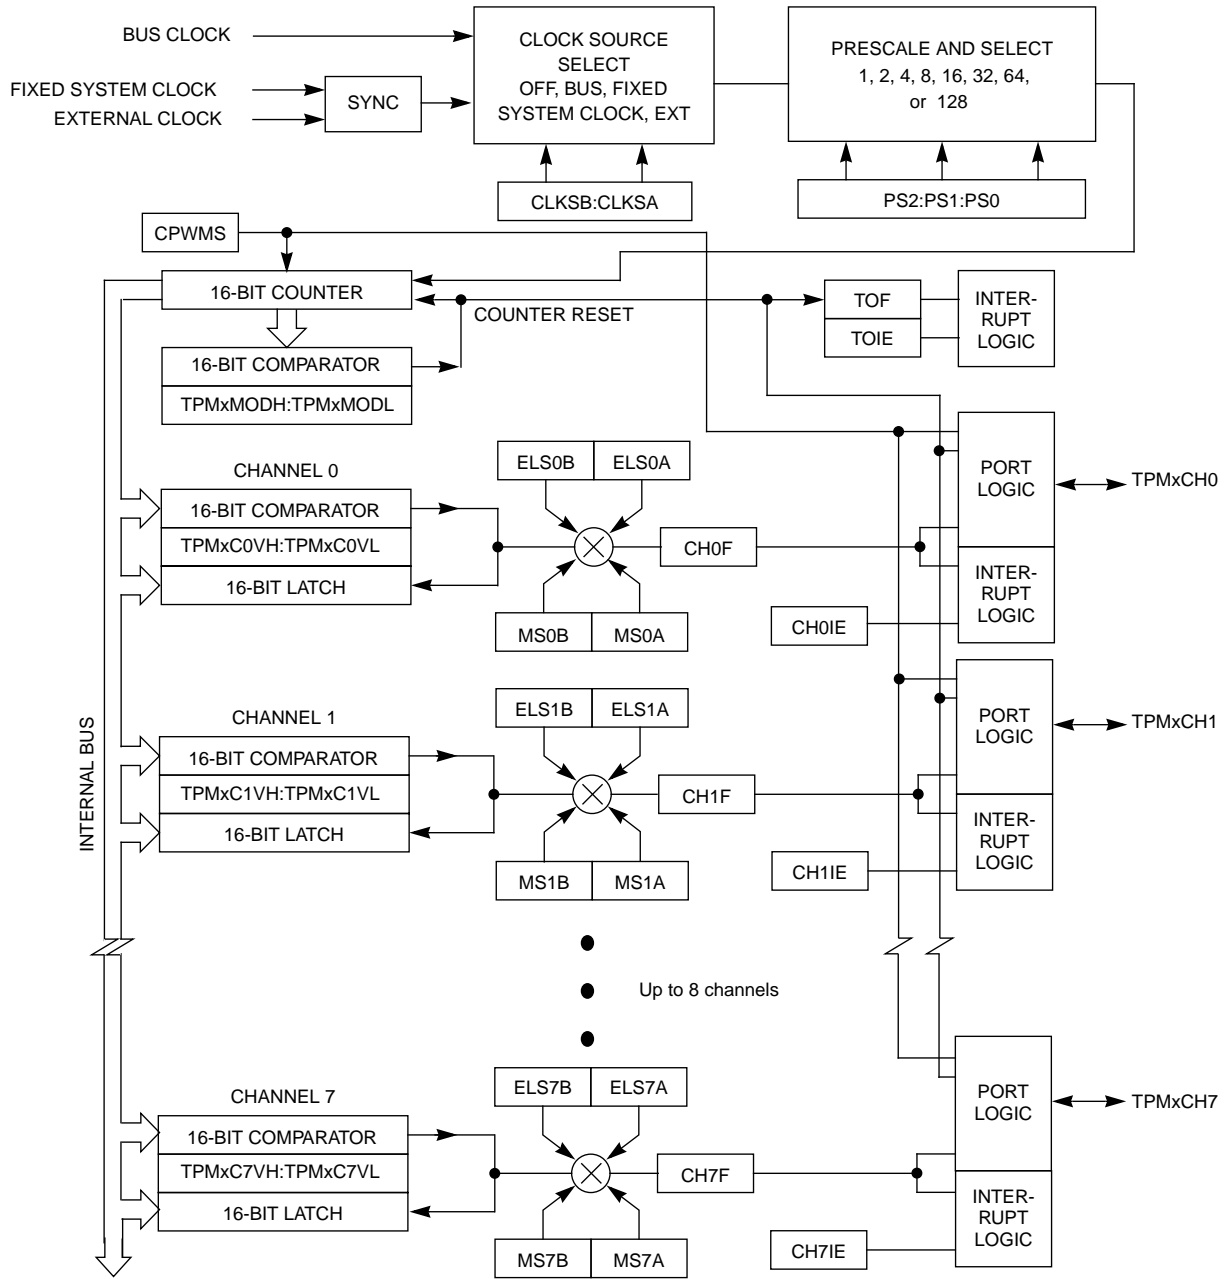 BUS CLOCK
FIXED SYSTEM CLOCK
EXTERNAL CLOCK
SYNC
CLOCK SOURCE
SELECT
OFF, BUS, FIXED
SYSTEM CLOCK, EXT
PRESCALE AND SELECT
1, 2, 4, 8, 16, 32, 64,
or 128
CLKSB:CLKSA
PS2:PS1:PS0
CPWMS
16-BIT COUNTER
COUNTER RESET
16-BIT COMPARATOR
TPMxMODH:TPMxMODL
TOF
TOIE
INTER-
RUPT
LOGIC
INTERNAL BUS
CHANNEL 0
16-BIT COMPARATOR
TPMxC0VH:TPMxC0VL
16-BIT LATCH
ELS0B
ELS0A
MS0B
MS0A
CH0F
CH0IE
PORT
LOGIC
INTER-
RUPT
LOGIC
TPMxCH0
CHANNEL 1
16-BIT COMPARATOR
TPMxC1VH:TPMxC1VL
16-BIT LATCH
ELS1B
ELS1A
MS1B
MS1A
CH1F
CH1IE
PORT
LOGIC
INTER-
RUPT
LOGIC
TPMxCH1
Up to 8 channels
CHANNEL 7
16-BIT COMPARATOR
TPMxC7VH:TPMxC7VL
16-BIT LATCH
ELS7B
ELS7A
MS7B
MS7A
CH7F
CH7IE
PORT
LOGIC
INTER-
RUPT
LOGIC
TPMxCH7